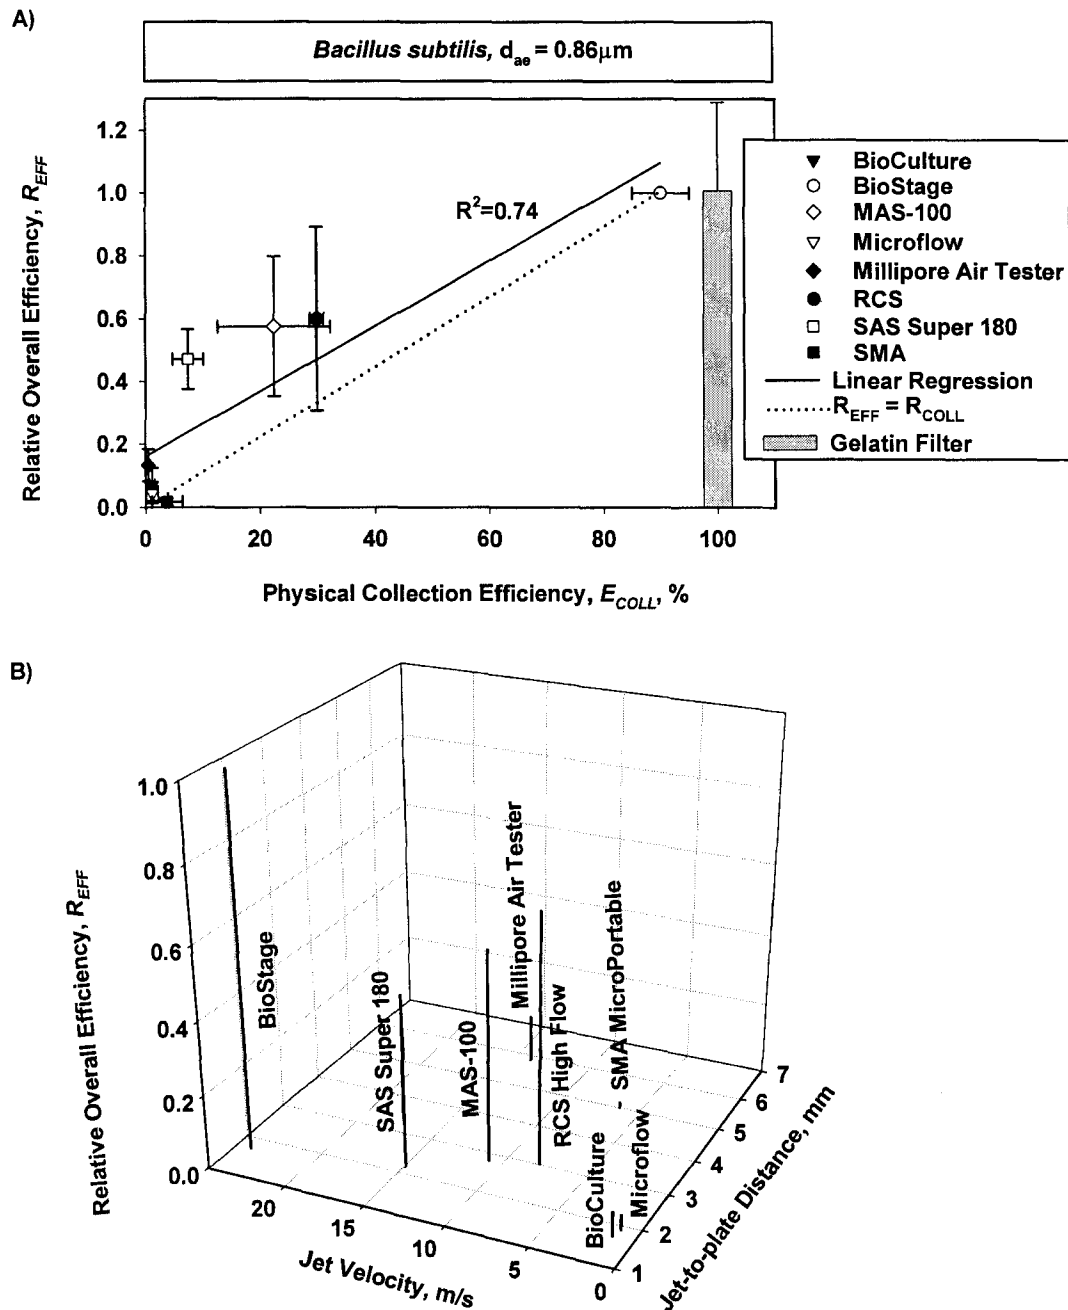 A)
Bacillus subtilis, dae = 0.86μm
Relative Overall Efficiency, REFF
1.2
1.0
0.8
0.6
0.4
0.2
0.0
R²=0.74
0
20
40
60
80
100
Physical Collection Efficiency, ECOLL, %
BioCulture
BioStage
MAS-100
Microflow
Millipore Air Tester
RCS
SAS Super 180
SMA
Linear Regression
REFF = RCOLL
Gelatin Filter
B)
Relative Overall Efficiency, REFF
1.0
0.8
0.6
0.4
0.2
0.0
BioStage
SAS Super 180
MAS-100
Millipore Air Tester
RCS High Flow
SMA MicroPortable
BioCulture
Microflow
20
15
10
5
0
Jet Velocity, m/s
1
2
3
4
5
6
7
Jet-to-plate Distance, mm